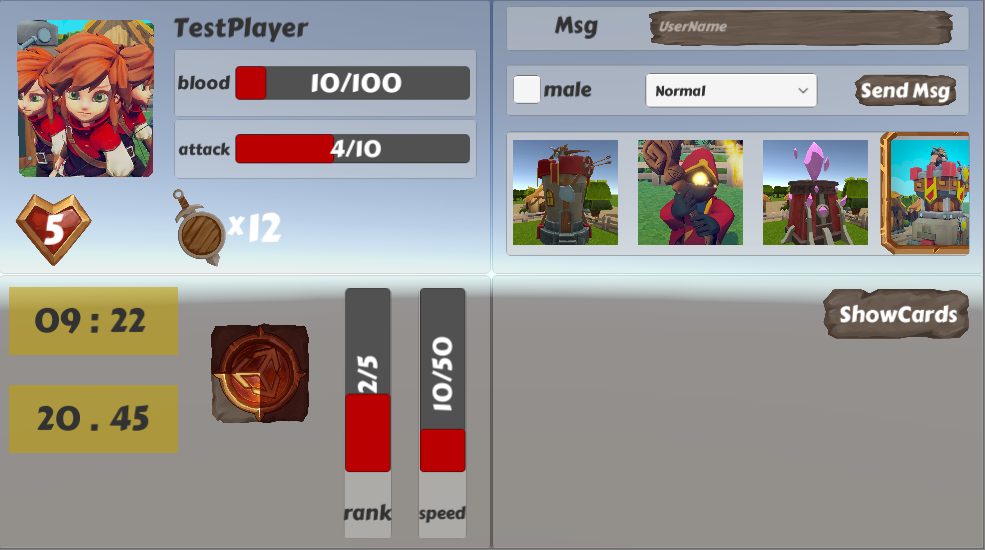 TestPlayer
blood 10/100
attack 4/10
5
x12
Msg UserName
male Normal Send Msg
09 : 22
20 . 45
2/5
rank
10/50
speed
ShowCards